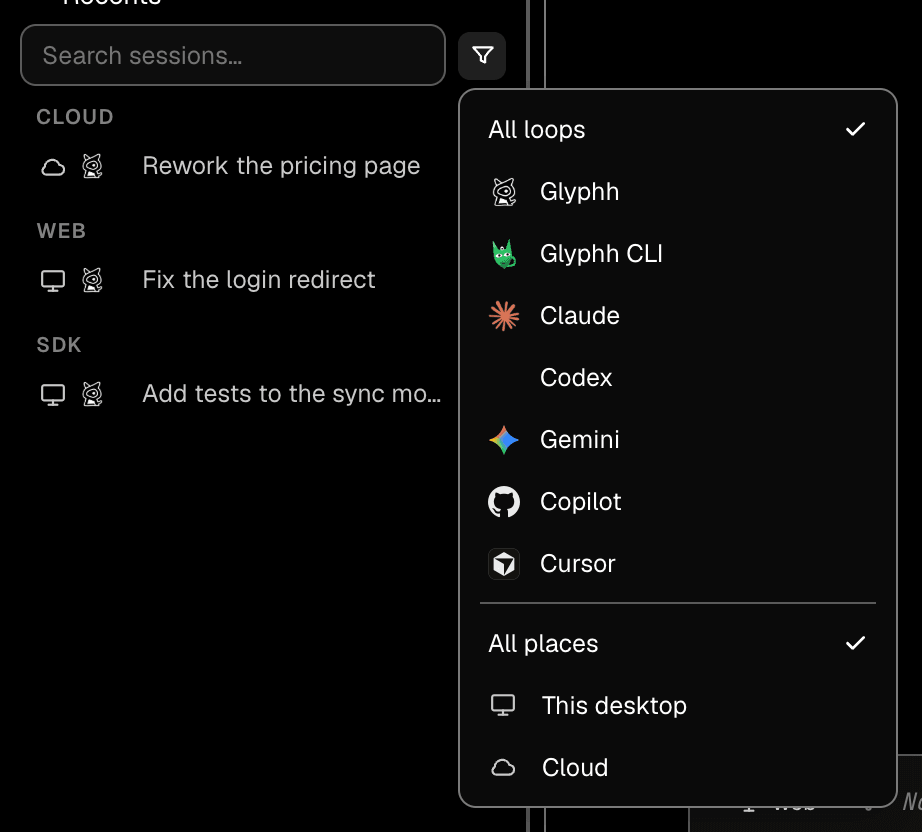 Recents
Search sessions...
CLOUD
Rework the pricing page
WEB
Fix the login redirect
SDK
Add tests to the sync mo...
All loops
Glyphh
Glyphh CLI
Claude
Codex
Gemini
Copilot
Cursor
All places
This desktop
Cloud